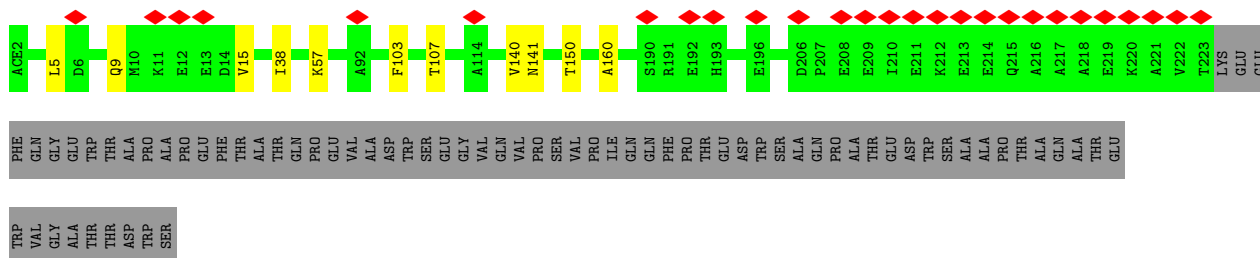 ACE2 L5 D6 Q9 M10 K11 E12 E13 D14 V15 I38 K57 A92 F103 T107 A114 V140 N141 T150 A160 S190 R191 E192 H193 E196 D206 P207 E208 E209 I210 E211 K212 E213 E214 Q215 A216 A217 A218 E219 K220 A221 V222 T223 LYS GLU GLU
PHE GLN GLY GLU TRP THR ALA PRO ALA PRO GLU PHE THR ALA THR GLN PRO GLU VAL ALA ASP TRP SER GLU GLY VAL GLN VAL PRO SER VAL PRO ILE GLN GLN PHE PRO THR GLU ASP TRP SER ALA GLN PRO ALA THR GLU ASP TRP SER ALA ALA PRO THR ALA GLN ALA THR GLU
TRP VAL GLY ALA THR THR ASP TRP SER